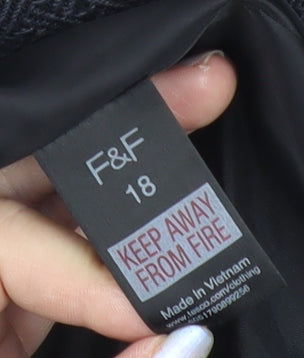 F&F
18
KEEP AWAY
FROM FIRE
Made in Vietnam
www.tesco.com/clothing